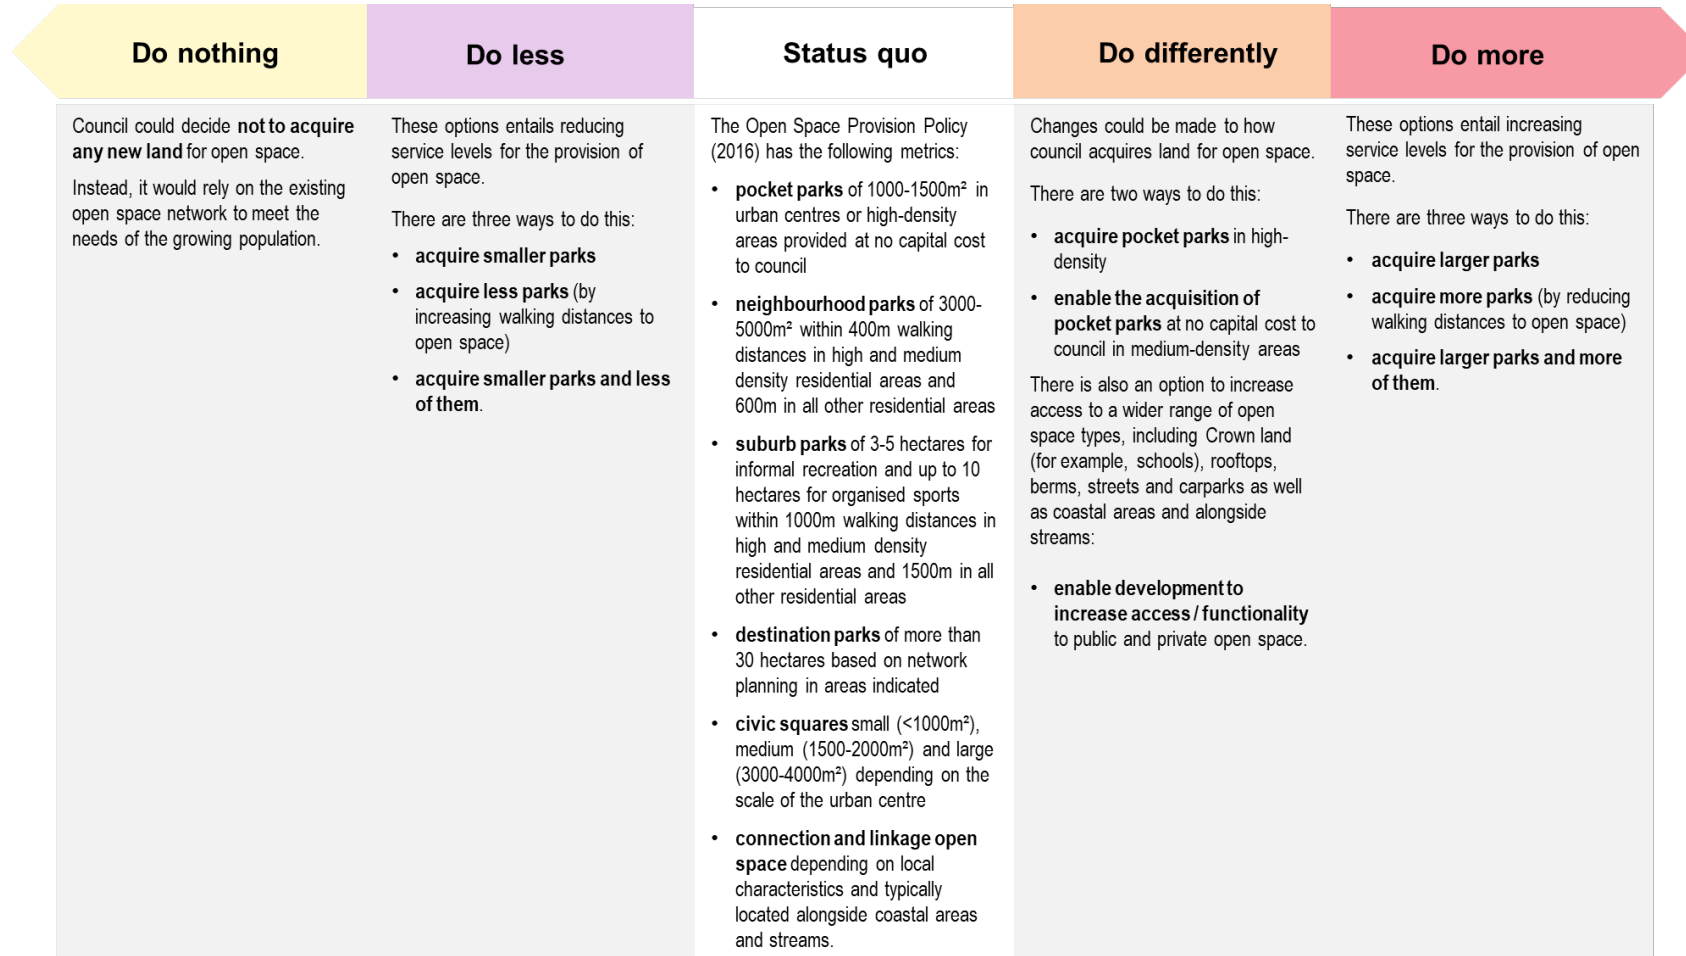 Do nothing
Do less
Status quo
Do differently
Do more
Council could decide not to acquire
any new land for open space.
Instead, it would rely on the existing
open space network to meet the
needs of the growing population.
These options entails reducing
service levels for the provision of
open space.
There are three ways to do this:
• acquire smaller parks
• acquire less parks (by
increasing walking distances to
open space)
• acquire smaller parks and less
of them.
The Open Space Provision Policy
(2016) has the following metrics:
• pocket parks of 1000-1500m² in
urban centres or high-density
areas provided at no capital cost
to council
• neighbourhood parks of 3000-
5000m² within 400m walking
distances in high and medium
density residential areas and
600m in all other residential areas
• suburb parks of 3-5 hectares for
informal recreation and up to 10
hectares for organised sports
within 1000m walking distances in
high and medium density
residential areas and 1500m in all
other residential areas
• destination parks of more than
30 hectares based on network
planning in areas indicated
• civic squares small (<1000m²),
medium (1500-2000m²) and large
(3000-4000m²) depending on the
scale of the urban centre
• connection and linkage open
space depending on local
characteristics and typically
located alongside coastal areas
and streams.
Changes could be made to how
council acquires land for open space.
There are two ways to do this:
• acquire pocket parks in high-
density
• enable the acquisition of
pocket parks at no capital cost to
council in medium-density areas
There is also an option to increase
access to a wider range of open
space types, including Crown land
(for example, schools), rooftops,
berms, streets and carparks as well
as coastal areas and alongside
streams:
• enable development to
increase access / functionality
to public and private open space.
These options entail increasing
service levels for the provision of open
space.
There are three ways to do this:
• acquire larger parks
• acquire more parks (by reducing
walking distances to open space)
• acquire larger parks and more
of them.